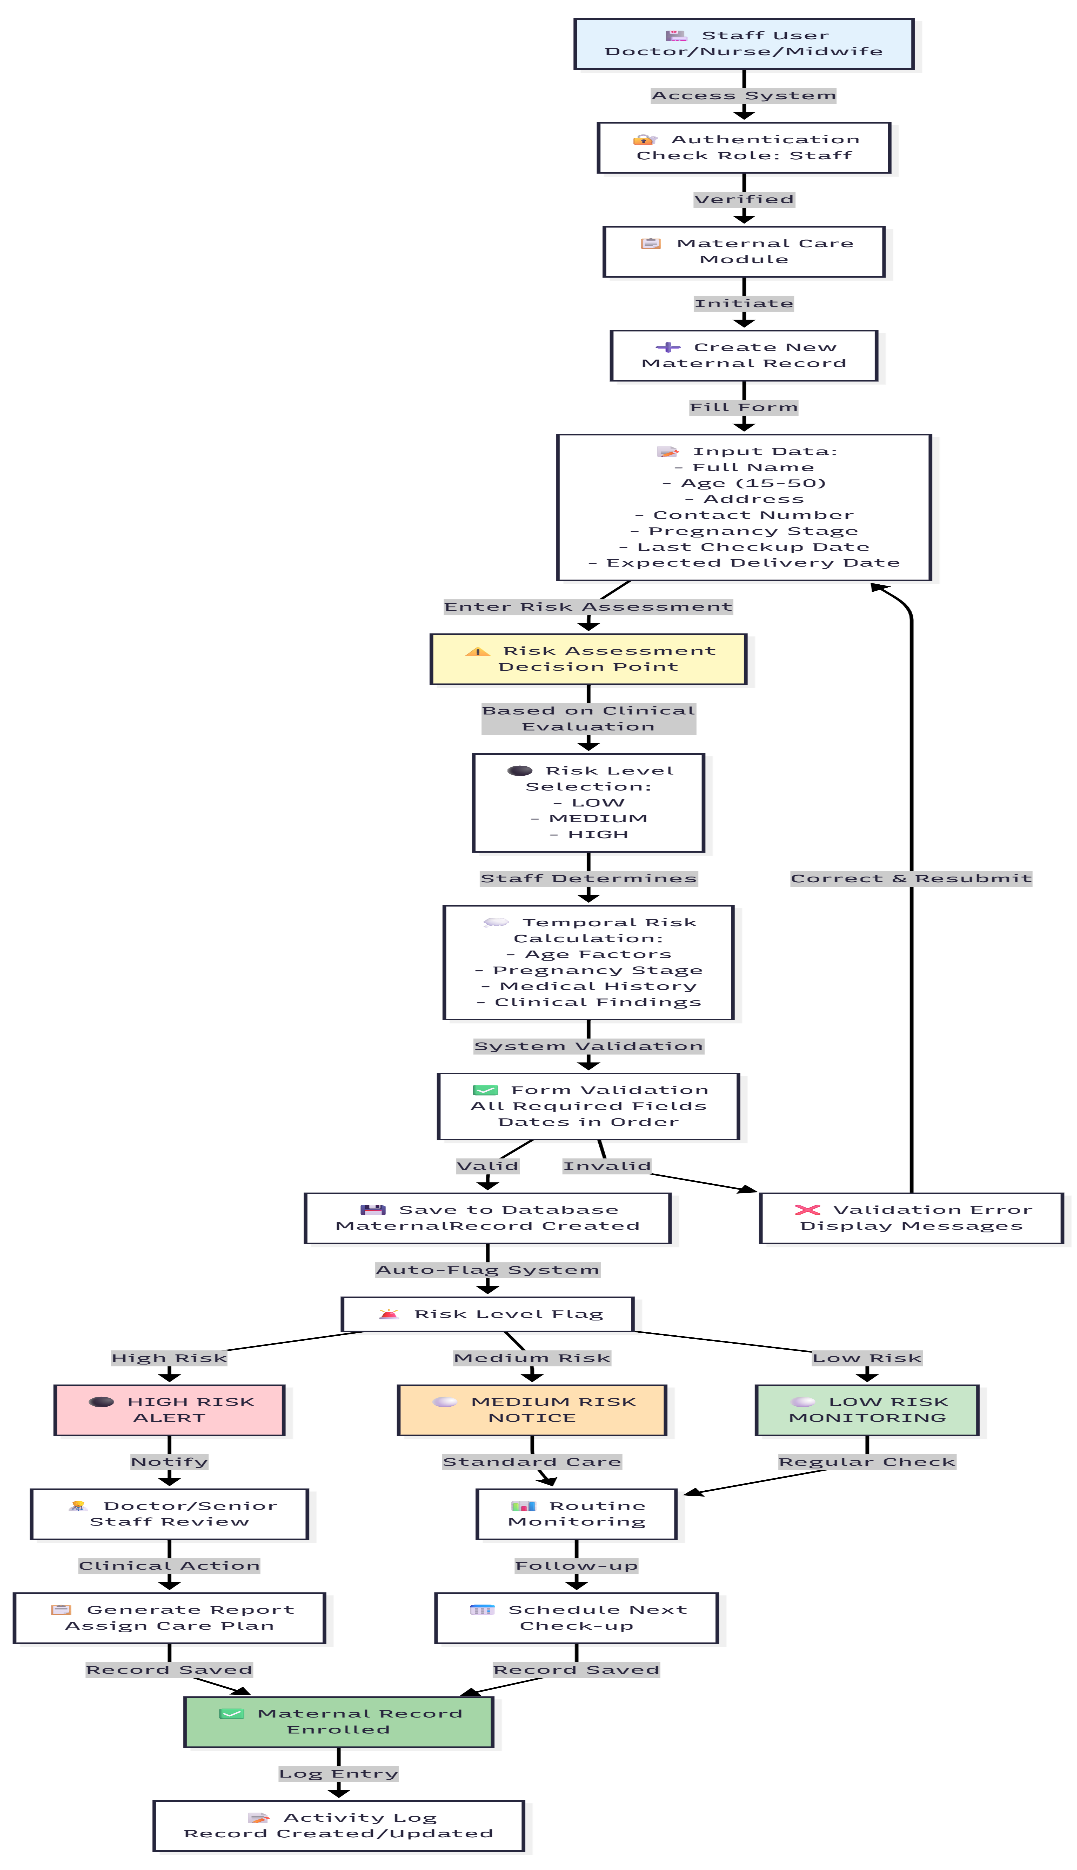 Staff User
Doctor/Nurse/Midwife
Access System
Authentication
Check Role: Staff
Verified
Maternal Care
Module
Initiate
Create New
Maternal Record
Fill Form
Input Data:
- Full Name
- Age (15-50)
- Address
- Contact Number
- Pregnancy Stage
- Last Checkup Date
- Expected Delivery Date
Enter Risk Assessment
Risk Assessment
Decision Point
Based on Clinical
Evaluation
Risk Level
Selection:
- LOW
- MEDIUM
- HIGH
Staff Determines
Correct & Resubmit
Temporal Risk
Calculation:
- Age Factors
- Pregnancy Stage
- Medical History
- Clinical Findings
System Validation
Form Validation
All Required Fields
Dates in Order
Valid
Invalid
Save to Database
MaternalRecord Created
Validation Error
Display Messages
Auto-Flag System
Risk Level Flag
High Risk
Medium Risk
Low Risk
HIGH RISK
ALERT
MEDIUM RISK
NOTICE
LOW RISK
MONITORING
Notify
Standard Care
Regular Check
Doctor/Senior
Staff Review
Routine
Monitoring
Clinical Action
Follow-up
Generate Report
Assign Care Plan
Schedule Next
Check-up
Record Saved
Record Saved
Maternal Record
Enrolled
Log Entry
Activity Log
Record Created/Updated